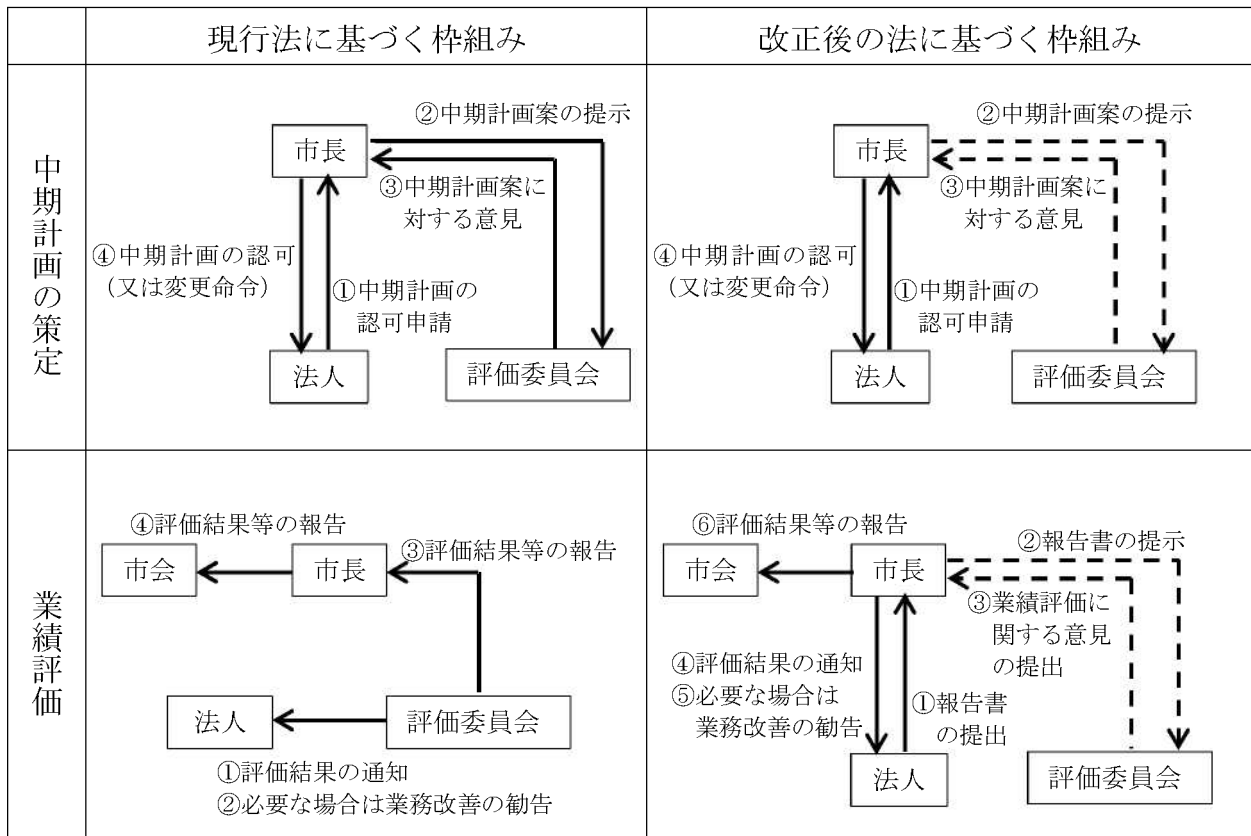 現行法に基づく枠組み
改正後の法に基づく枠組み
中期計画の策定
②中期計画案の提示
市長
③中期計画案に
対する意見
④中期計画の認可
（又は変更命令）
①中期計画の
認可申請
法人
評価委員会
②中期計画案の提示
市長
③中期計画案に
対する意見
④中期計画の認可
（又は変更命令）
①中期計画の
認可申請
法人
評価委員会
業績評価
④評価結果等の報告
市会
市長
③評価結果等の報告
法人
評価委員会
①評価結果の通知
②必要な場合は業務改善の勧告
⑥評価結果等の報告
市会
市長
②報告書の提示
③業績評価に
関する意見
の提出
④評価結果の通知
⑤必要な場合は
業務改善の勧告
①報告書
の提出
法人
評価委員会